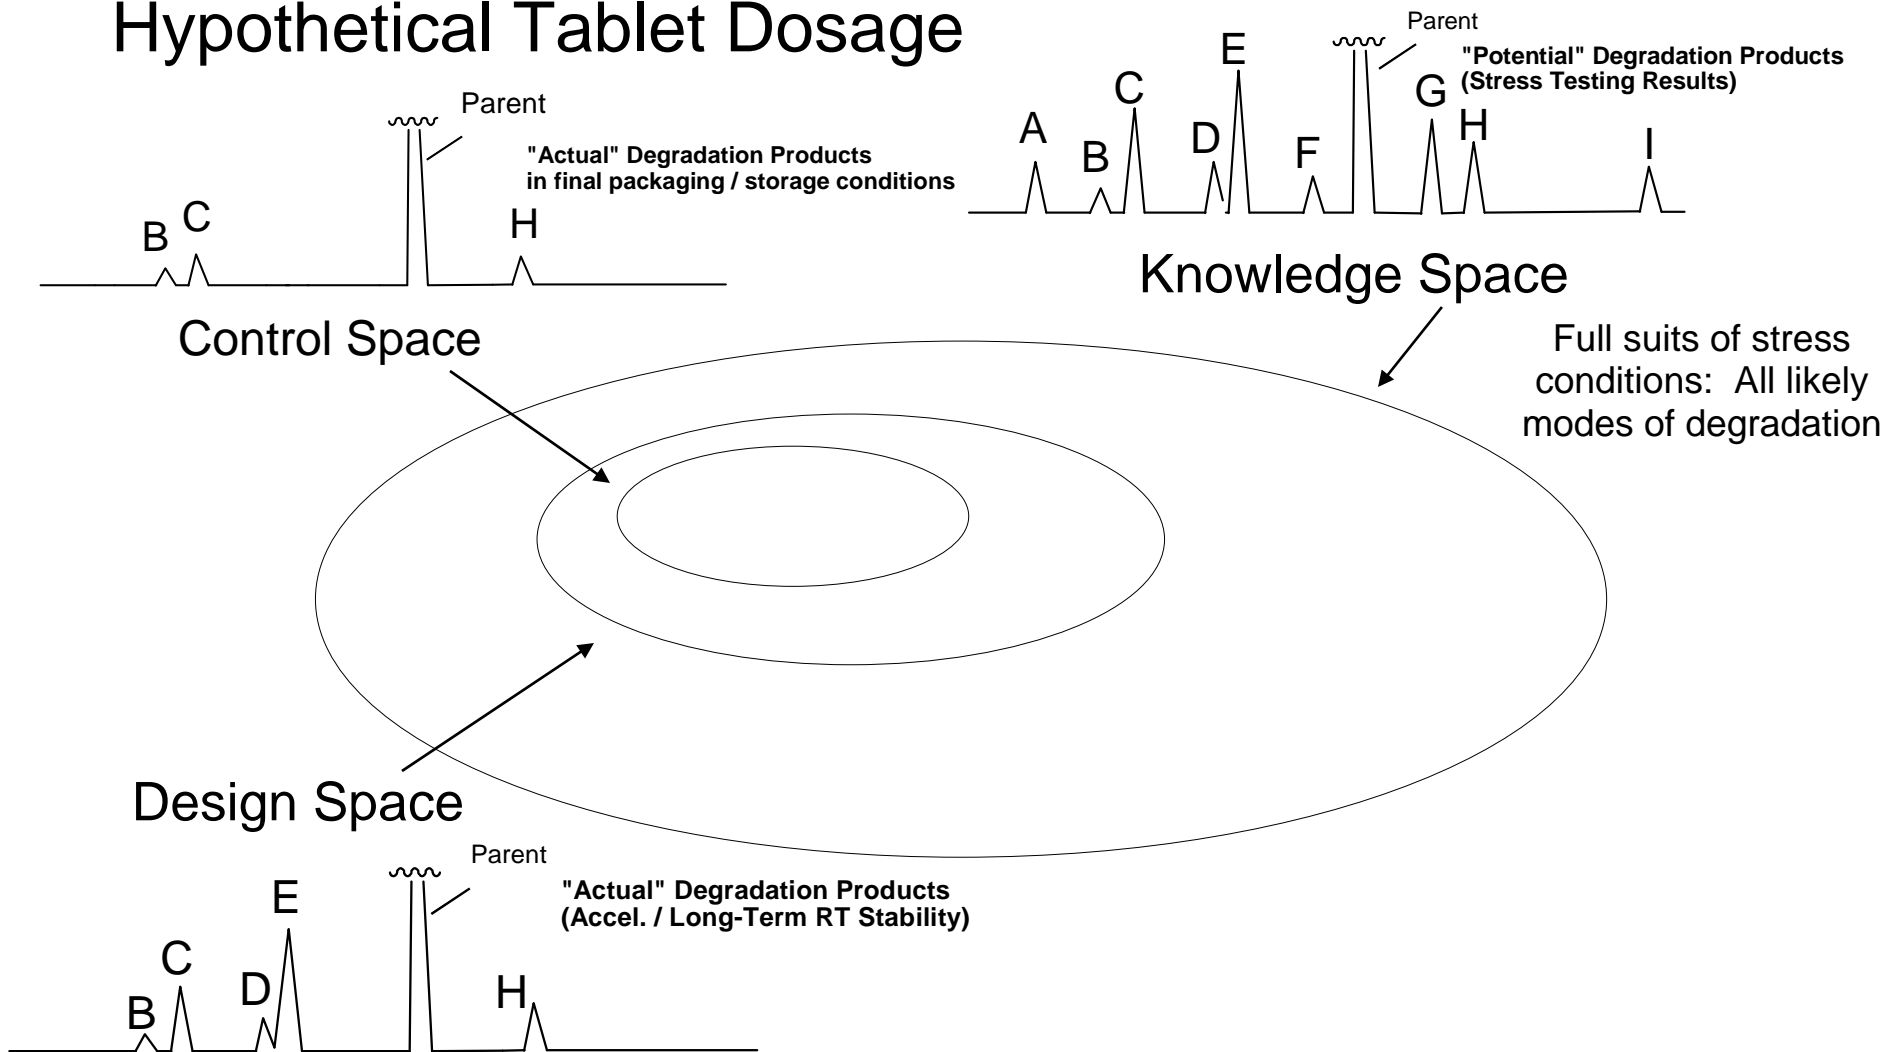 Hypothetical Tablet Dosage
Parent
"Actual" Degradation Products
in final packaging / storage conditions
B
C
H
Control Space
Parent
"Potential" Degradation Products
(Stress Testing Results)
A
B
C
D
E
F
G
H
I
Knowledge Space
Full suits of stress
conditions: All likely
modes of degradation
Design Space
Parent
"Actual" Degradation Products
(Accel. / Long-Term RT Stability)
B
C
D
E
H